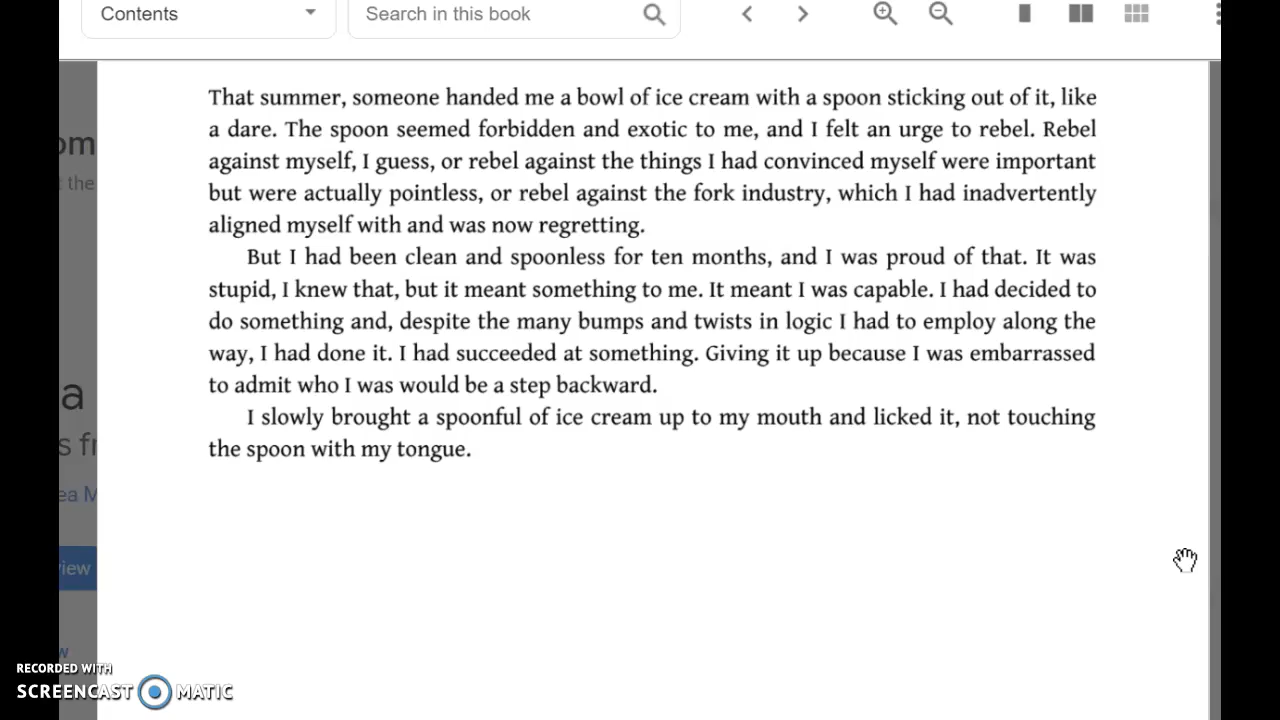 Contents
Search in this book
That summer, someone handed me a bowl of ice cream with a spoon sticking out of it, like
a dare. The spoon seemed forbidden and exotic to me, and I felt an urge to rebel. Rebel
against myself, I guess, or rebel against the things I had convinced myself were important
but were actually pointless, or rebel against the fork industry, which I had inadvertently
aligned myself with and was now regretting.
But I had been clean and spoonless for ten months, and I was proud of that. It was
stupid, I knew that, but it meant something to me. It meant I was capable. I had decided to
do something and, despite the many bumps and twists in logic I had to employ along the
way, I had done it. I had succeeded at something. Giving it up because I was embarrassed
to admit who I was would be a step backward.
I slowly brought a spoonful of ice cream up to my mouth and licked it, not touching
the spoon with my tongue.
om
t the
a
s fr
ea M
view
w
RECORDED WITH
SCREENCAST MATIC